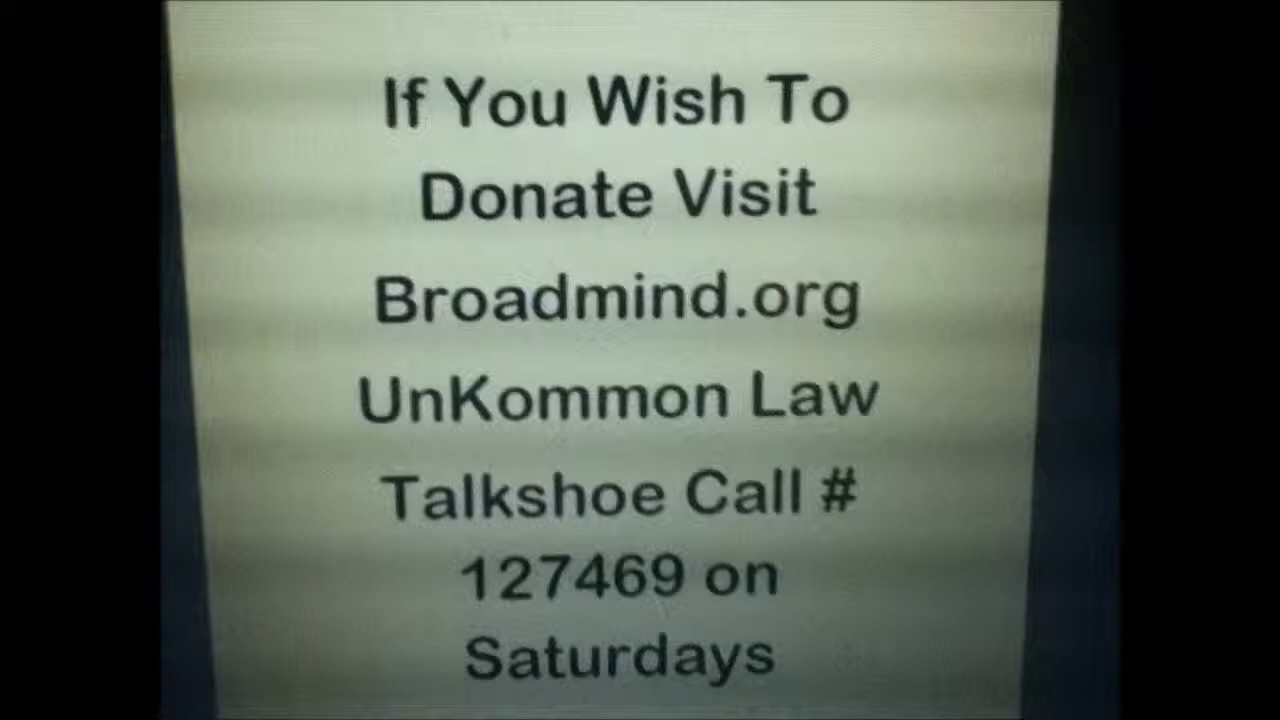 If You Wish To
Donate Visit
Broadmind.org
UnKommon Law
Talkshoe Call #
127469 on
Saturdays